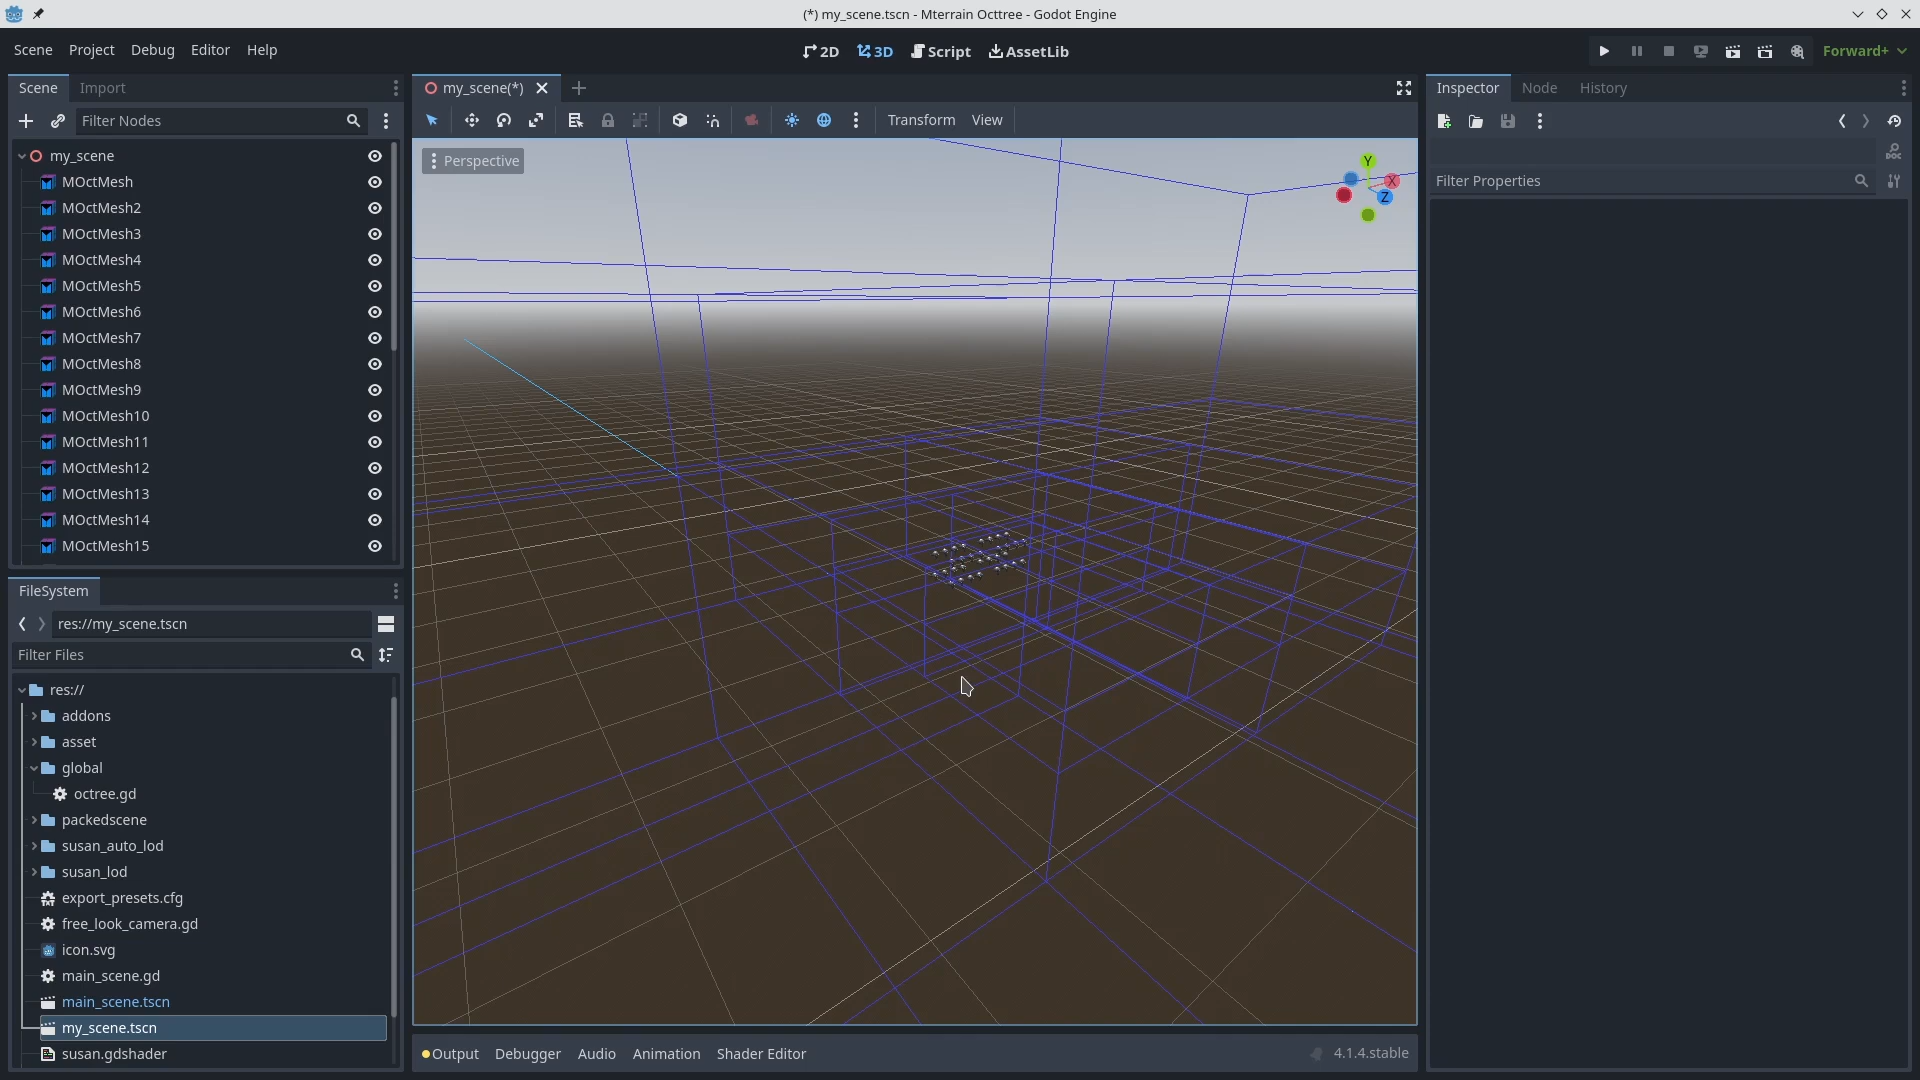 (*) my_scene.tscn - Mterrain Octtree - Godot Engine
Scene Project Debug Editor Help
2D 3D Script AssetLib
Forward+
Scene Import
my_scene(*)
Inspector Node History
Filter Nodes
Transform View
my_scene
Perspective
Y
X
Z
Filter Properties
DOC
MOctMesh
MOctMesh2
MOctMesh3
MOctMesh4
MOctMesh5
MOctMesh6
MOctMesh7
MOctMesh8
MOctMesh9
MOctMesh10
MOctMesh11
MOctMesh12
MOctMesh13
MOctMesh14
MOctMesh15
FileSystem
res://my_scene.tscn
Filter Files
res://
addons
asset
global
octree.gd
packedscene
susan_auto_lod
susan_lod
export_presets.cfg
free_look_camera.gd
icon.svg
main_scene.gd
main_scene.tscn
my_scene.tscn
susan.gdshader
Output Debugger Audio Animation Shader Editor
4.1.4.stable